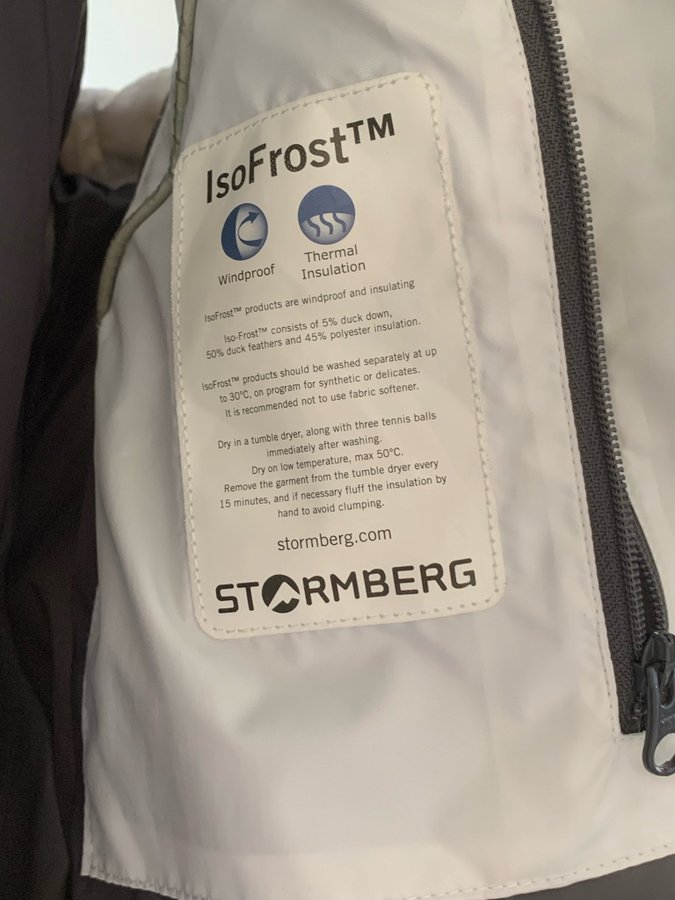 IsoFrost™
Windproof
Thermal
Insulation
IsoFrost™ products are windproof and insulating
Iso-Frost™ consists of 5% duck down,
50% duck feathers and 45% polyester insulation.
IsoFrost™ products should be washed separately at up
to 30°C, on program for synthetic or delicates.
It is recommended not to use fabric softener.
Dry in a tumble dryer, along with three tennis balls
immediately after washing.
Dry on low temperature, max 50°C.
Remove the garment from the tumble dryer every
15 minutes, and if necessary fluff the insulation by
hand to avoid clumping.
stormberg.com
STORMBERG